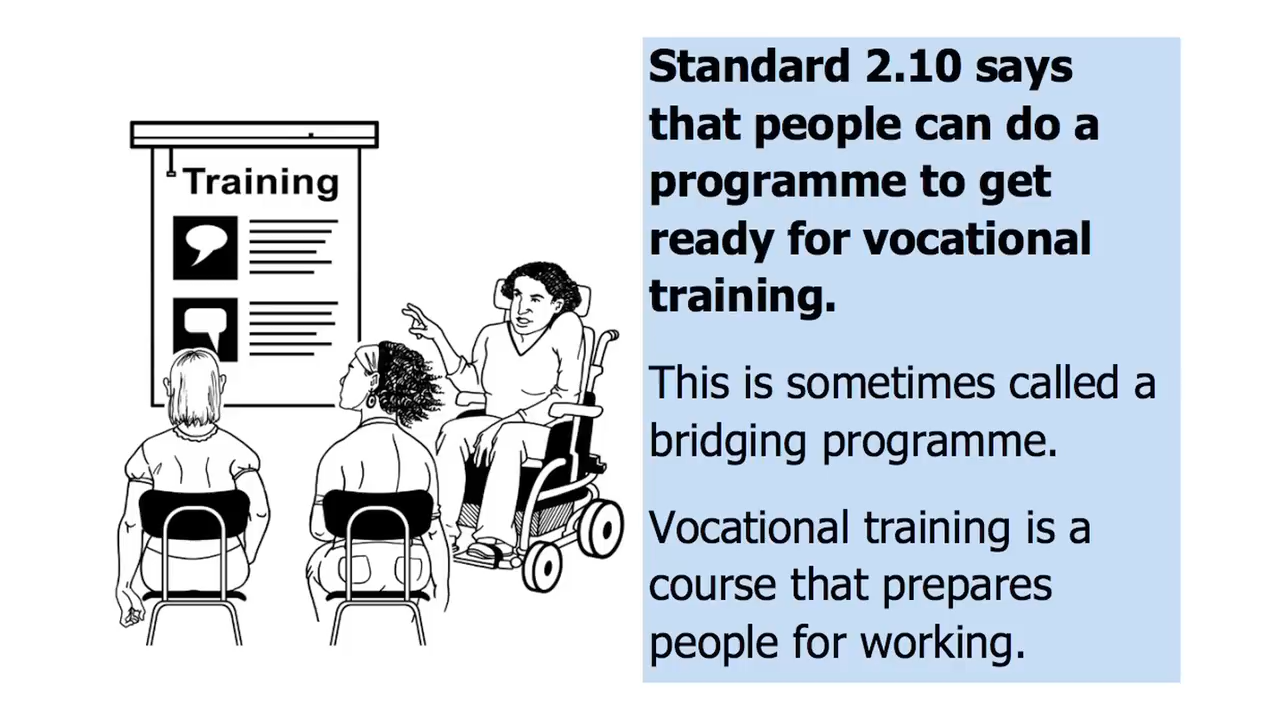 Training
Standard 2.10 says
that people can do a
programme to get
ready for vocational
training.
This is sometimes called a
bridging programme.
Vocational training is a
course that prepares
people for working.